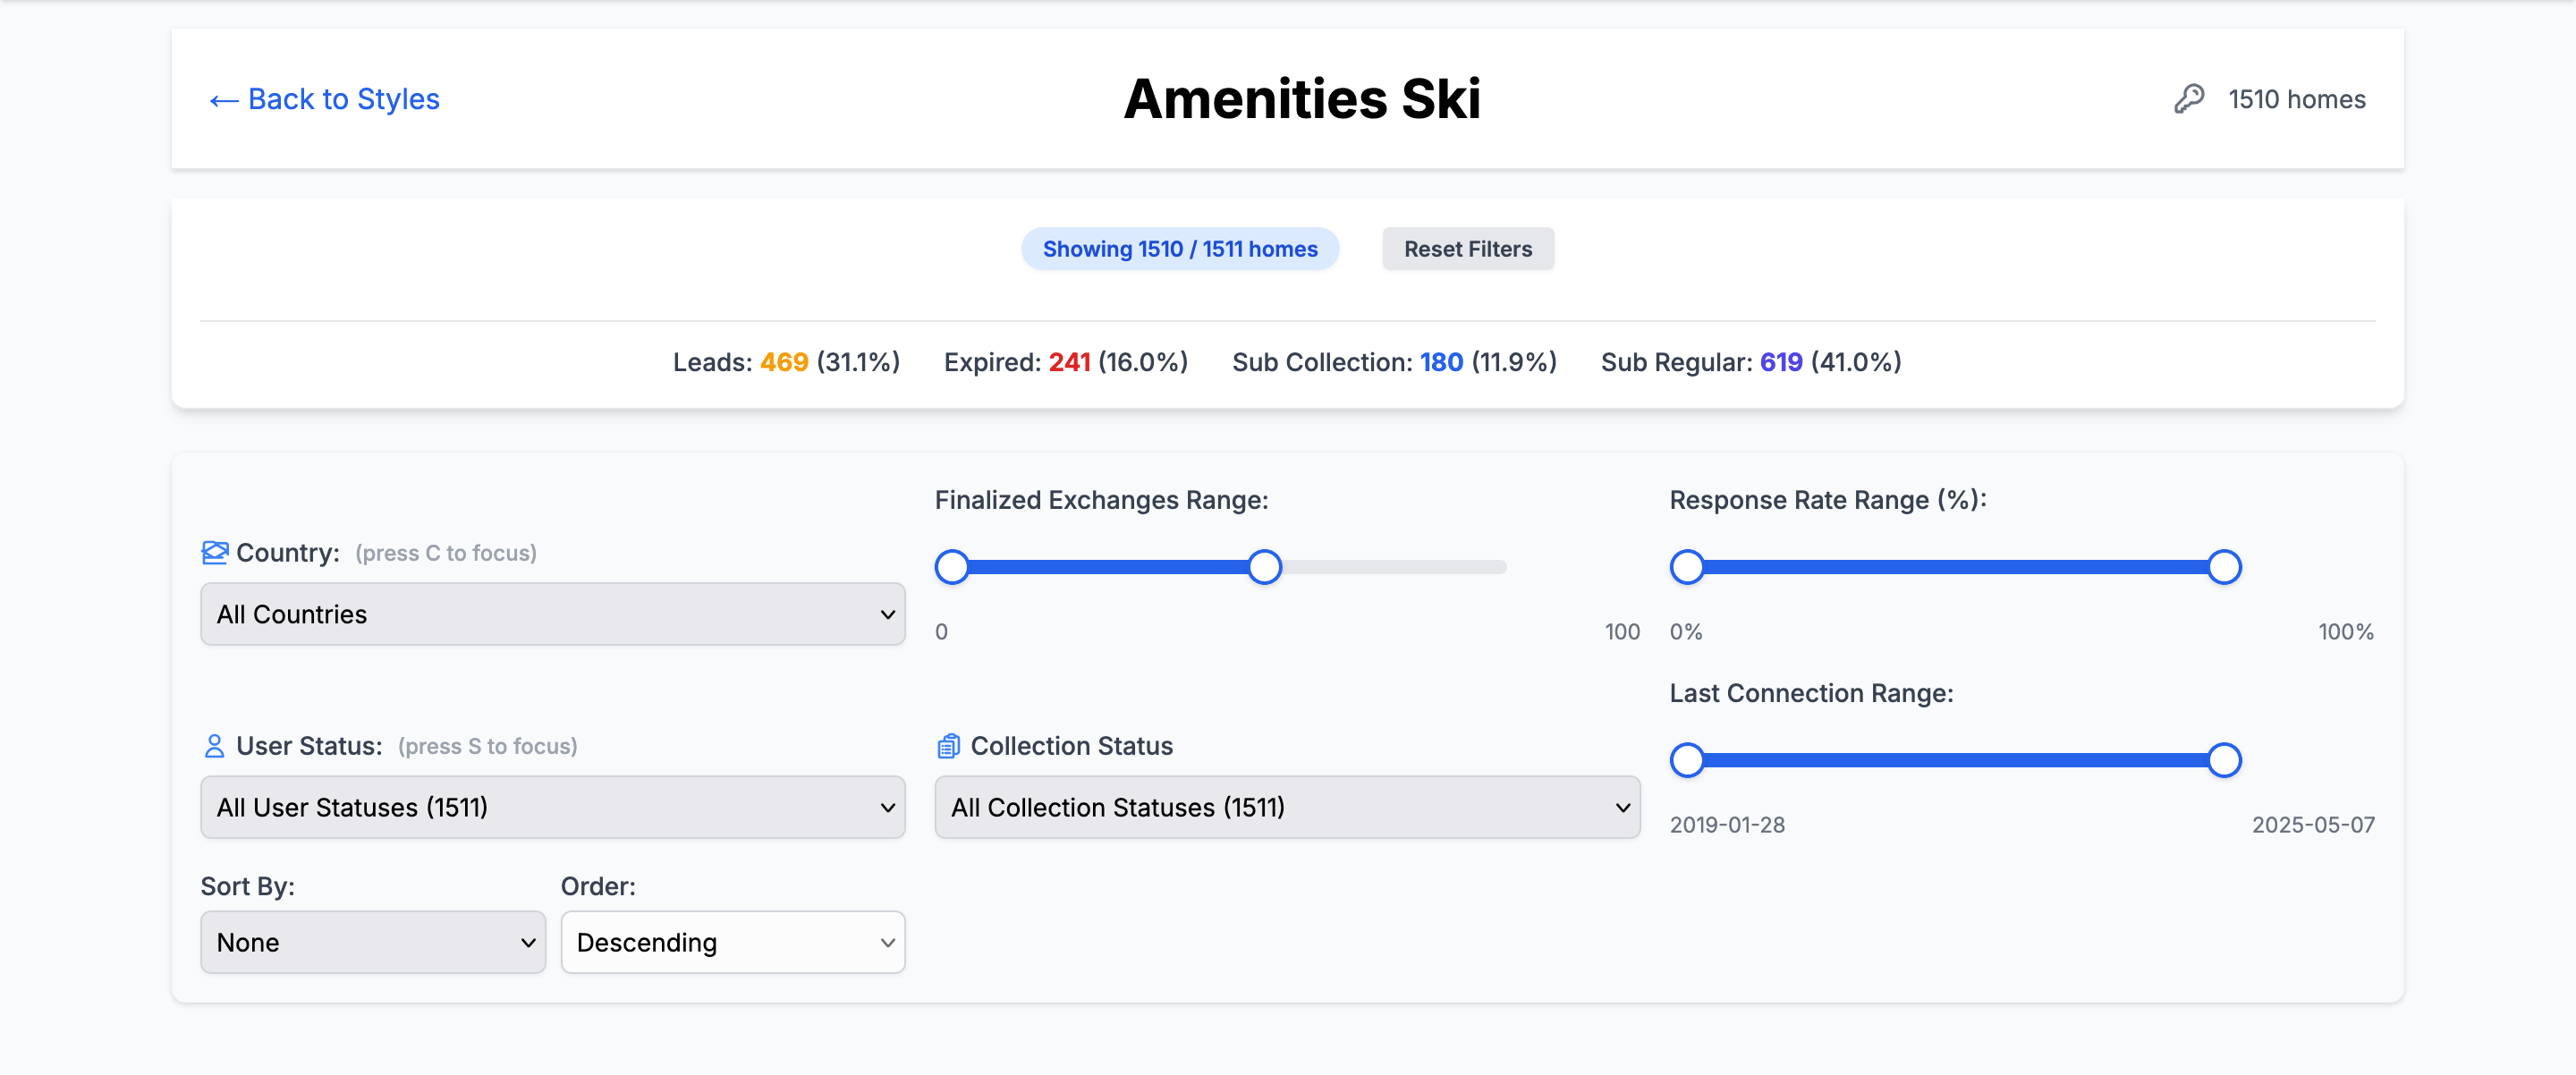 ← Back to Styles
Amenities Ski
1510 homes
Showing 1510 / 1511 homes
Reset Filters
Leads: 469 (31.1%) Expired: 241 (16.0%) Sub Collection: 180 (11.9%) Sub Regular: 619 (41.0%)
Country: (press C to focus)
All Countries
Finalized Exchanges Range:
0 100
Response Rate Range (%):
0% 100%
User Status: (press S to focus)
All User Statuses (1511)
Collection Status
All Collection Statuses (1511)
Last Connection Range:
2019-01-28 2025-05-07
Sort By:
None
Order:
Descending